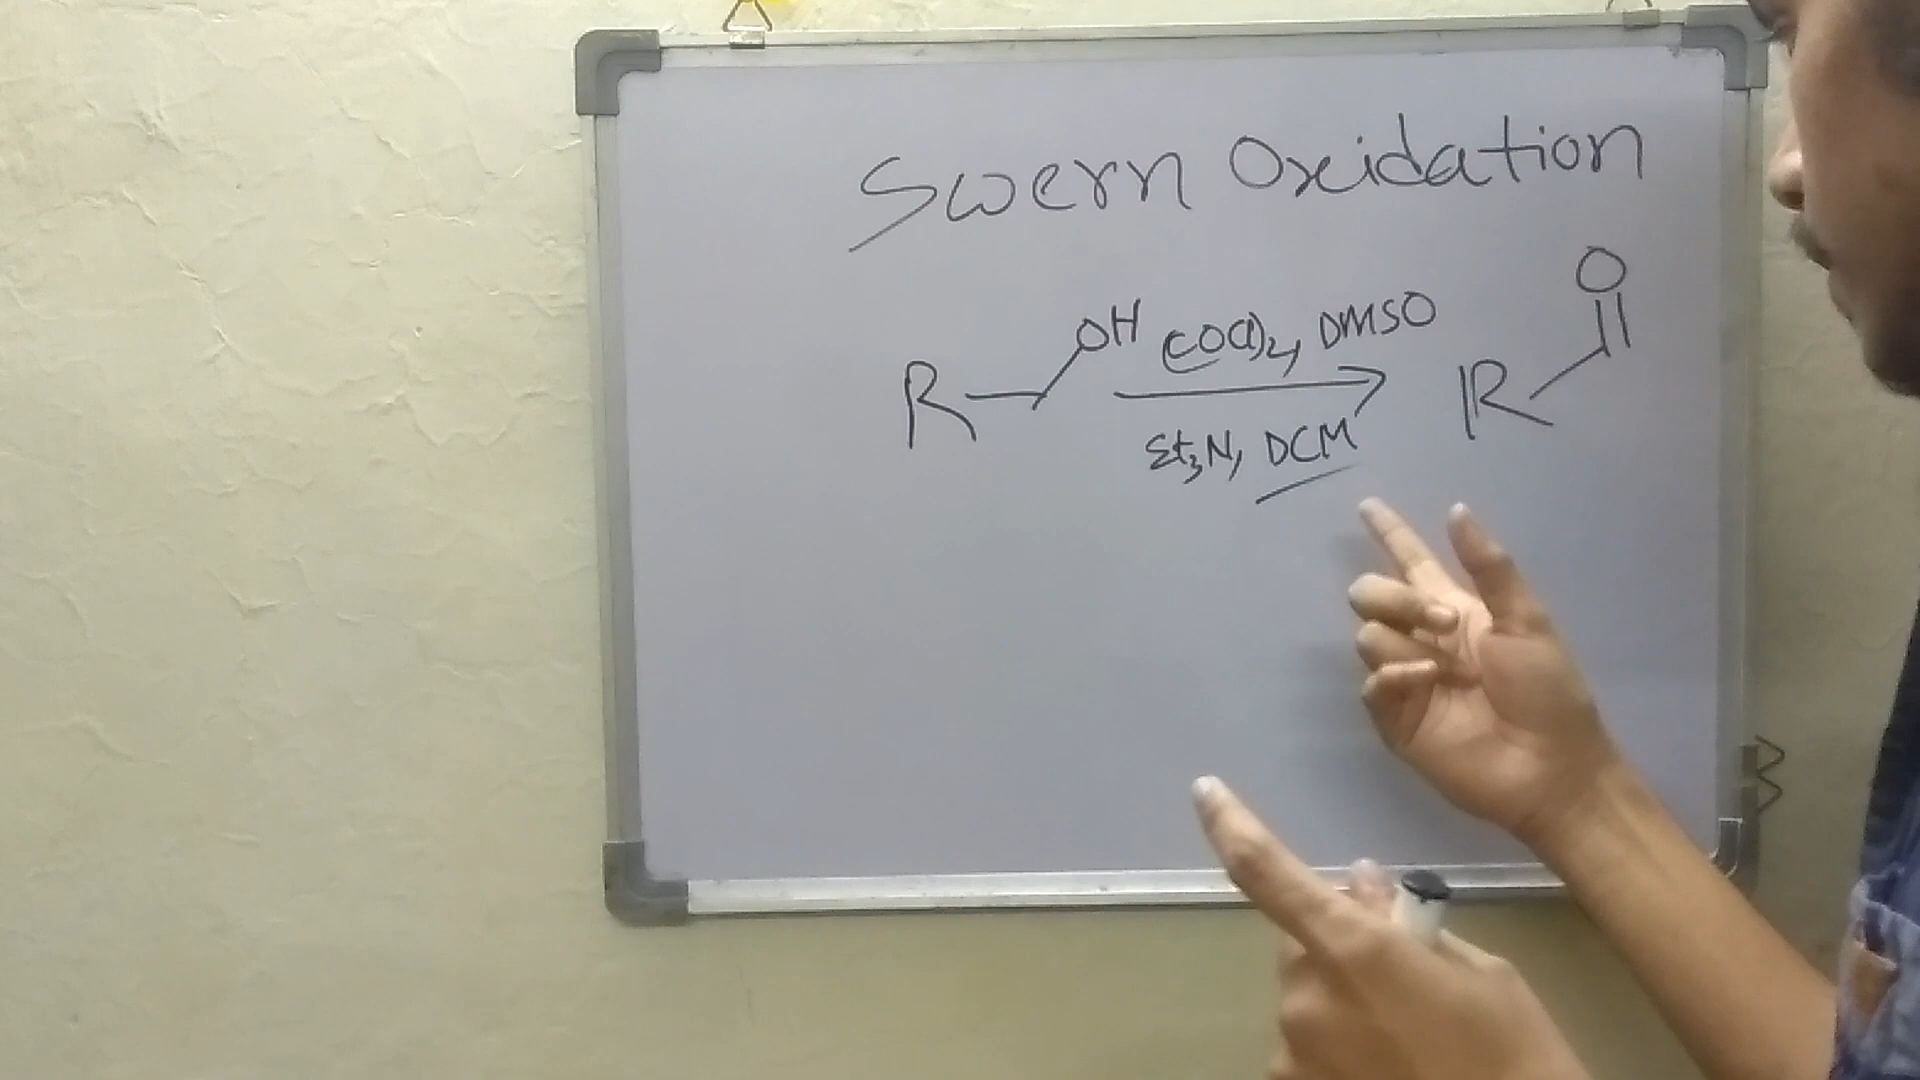 Swern Oxidation
R OH (COCl)2, DMSO R O
Et3N, DCM